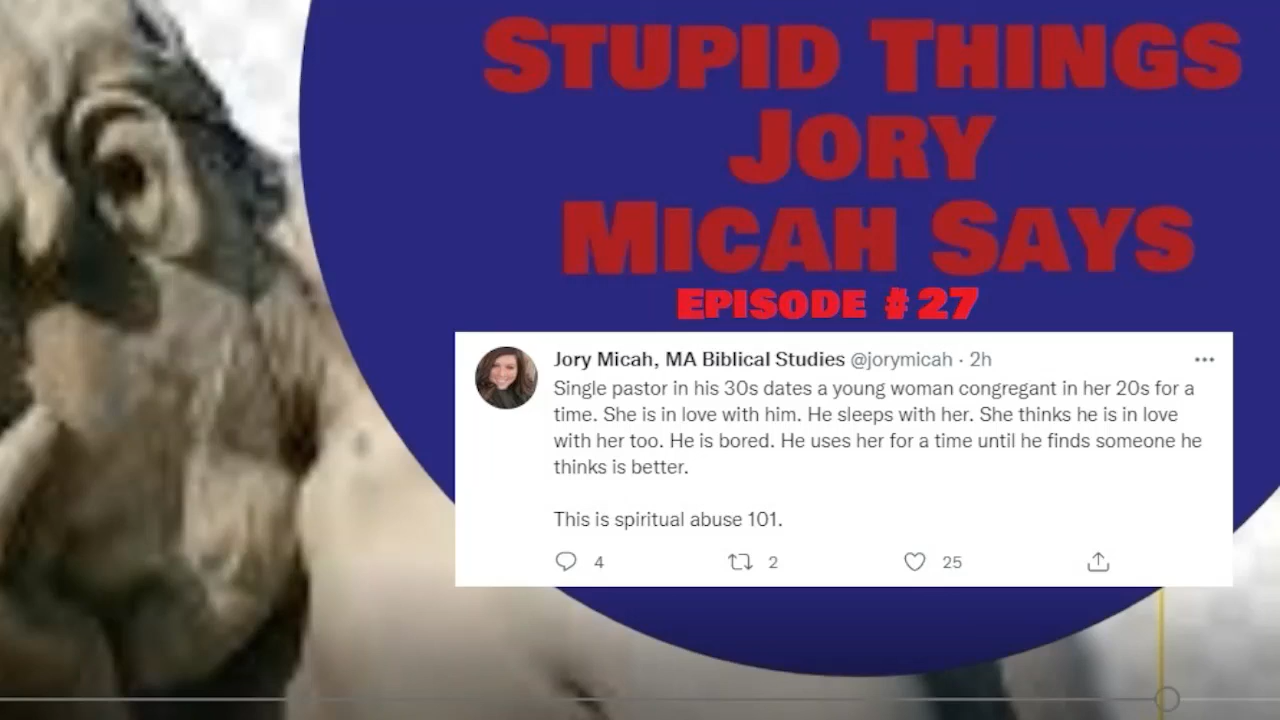 Stupid Things
Jory
Micah Says
Episode #27
Jory Micah, MA Biblical Studies @jorymicah · 2h
Single pastor in his 30s dates a young woman congregant in her 20s for a
time. She is in love with him. He sleeps with her. She thinks he is in love
with her too. He is bored. He uses her for a time until he finds someone he
thinks is better.
This is spiritual abuse 101.
4 2 25